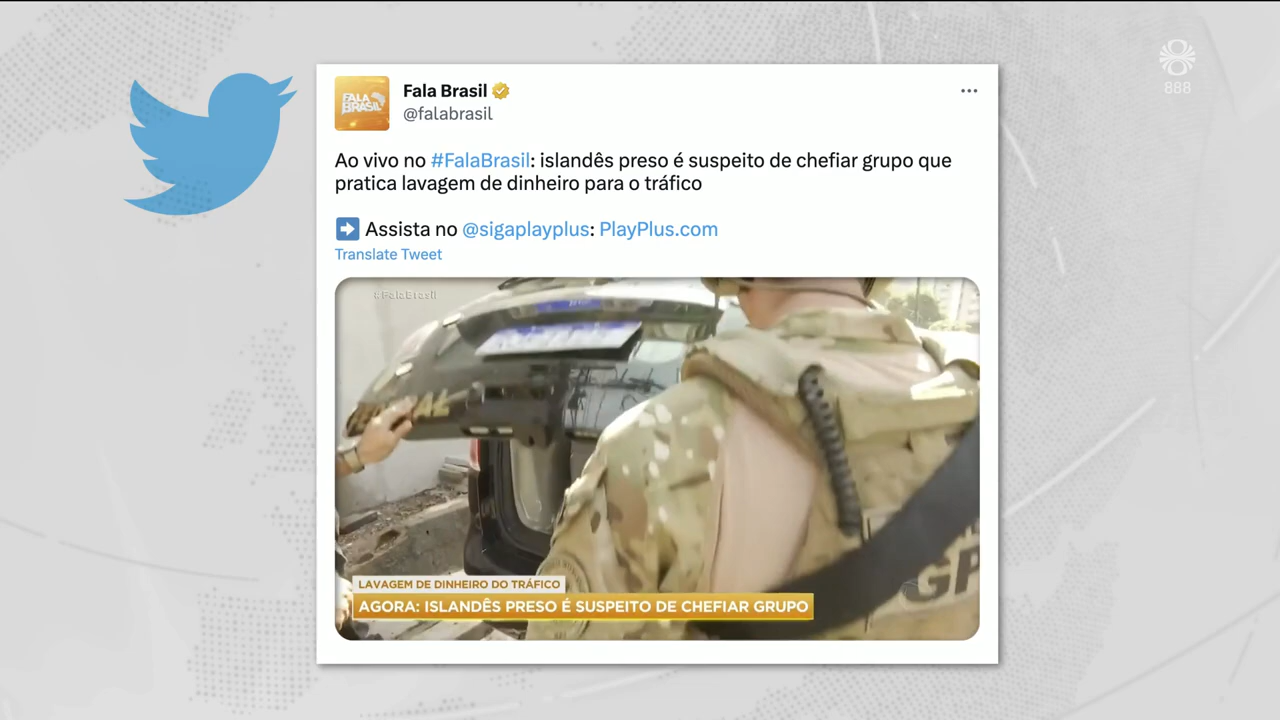 888
FALA
BRASIL
Fala Brasil
@falabrasil
Ao vivo no #FalaBrasil: islandês preso é suspeito de chefiar grupo que
pratica lavagem de dinheiro para o tráfico
Assista no @sigaplayplus: PlayPlus.com
Translate Tweet
#FalaBrasil
LAVAGEM DE DINHEIRO DO TRÁFICO
AGORA: ISLANDÊS PRESO É SUSPEITO DE CHEFIAR GRUPO